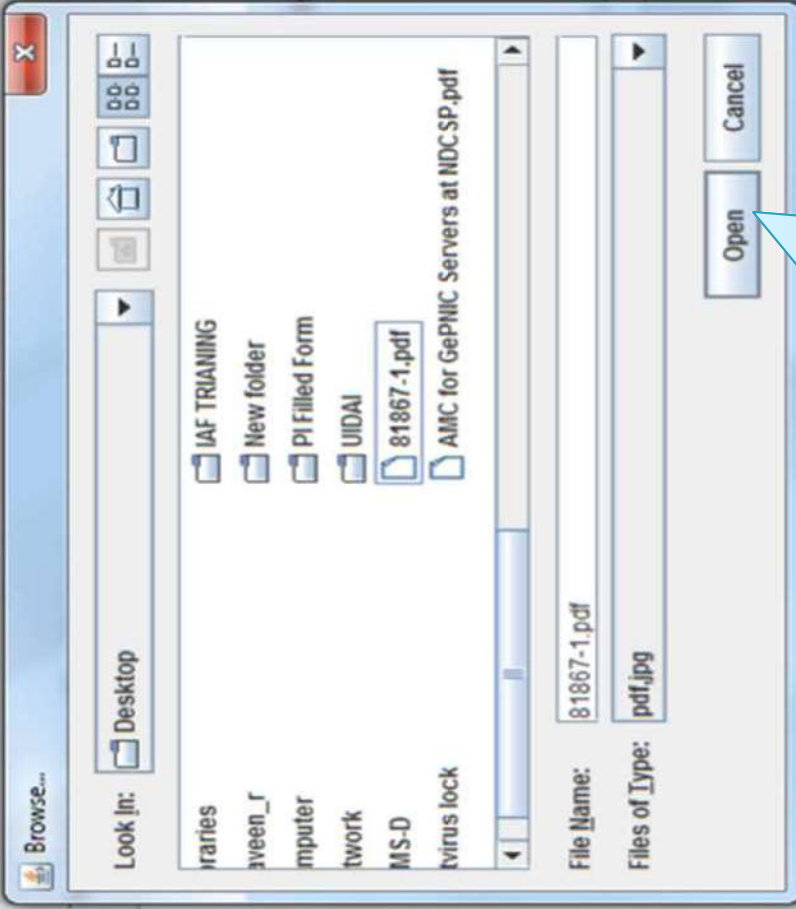 Browse...
Look In: Desktop
raries
aveen_r
mputer
twork
MS-D
tvirus lock
IAF TRIANING
New folder
PI Filled Form
UIDAI
81867-1.pdf
AMC for GePNIC Servers at NDCSP.pdf
File Name: 81867-1.pdf
Files of Type: pdf,jpg
Open Cancel